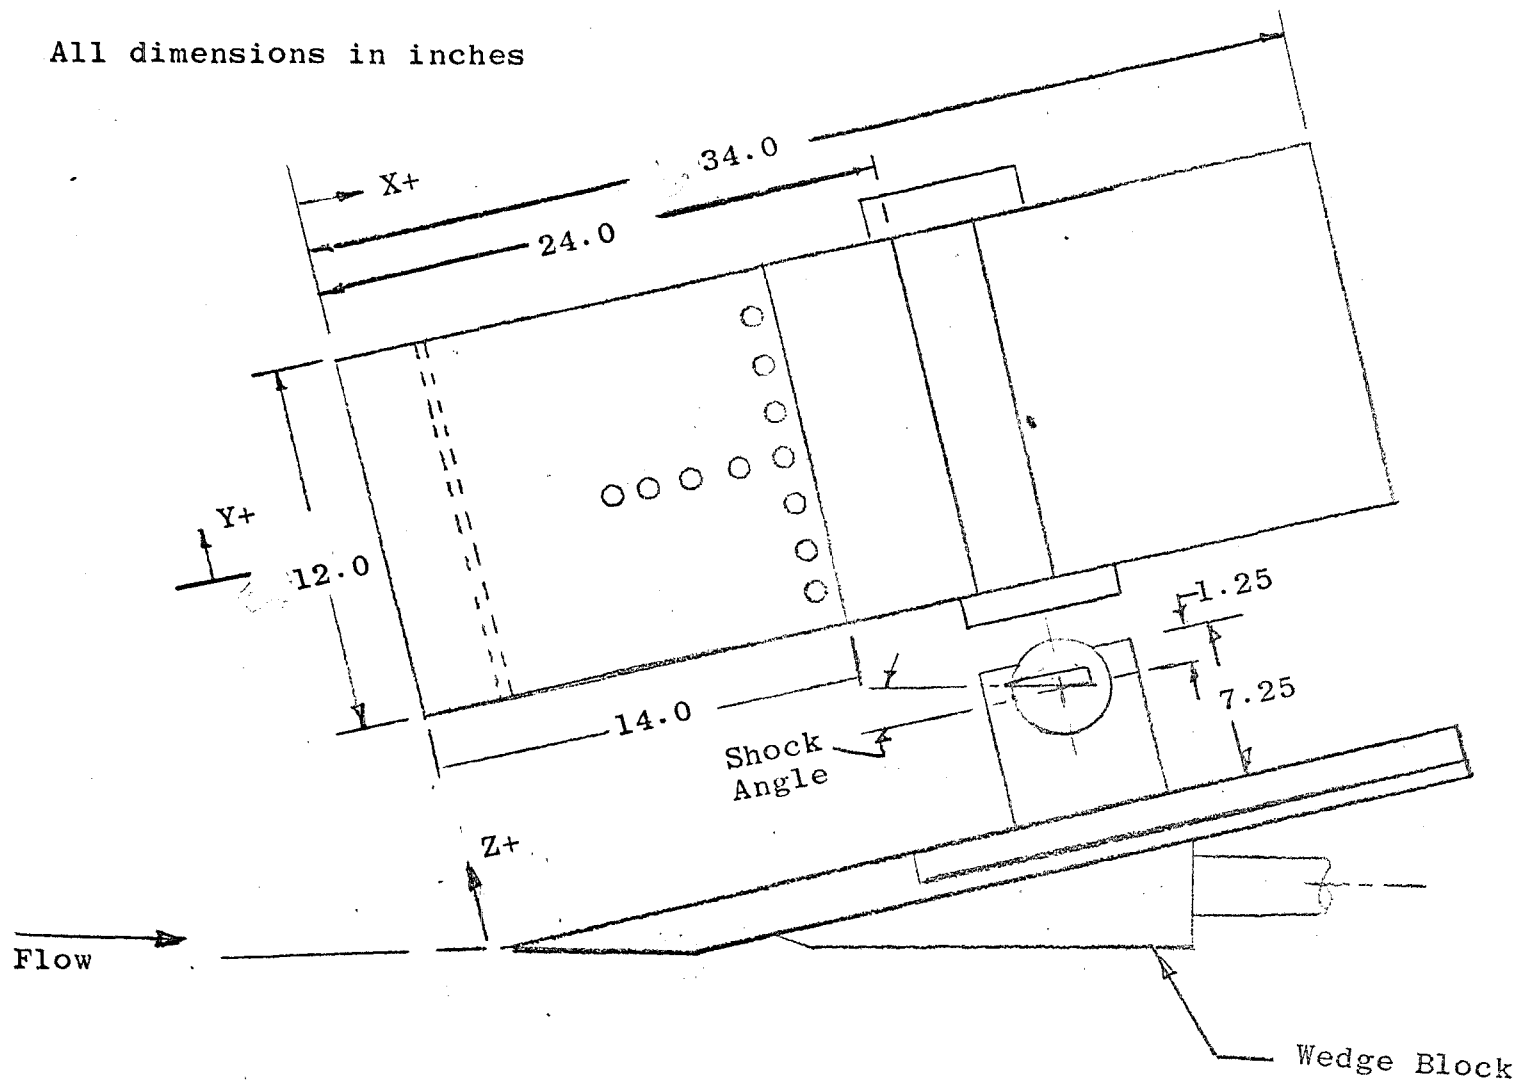 All dimensions in inches
34.0
X+
24.0
Y+
12.0
1.25
7.25
14.0
Shock
Angle
Z+
Flow
Wedge Block